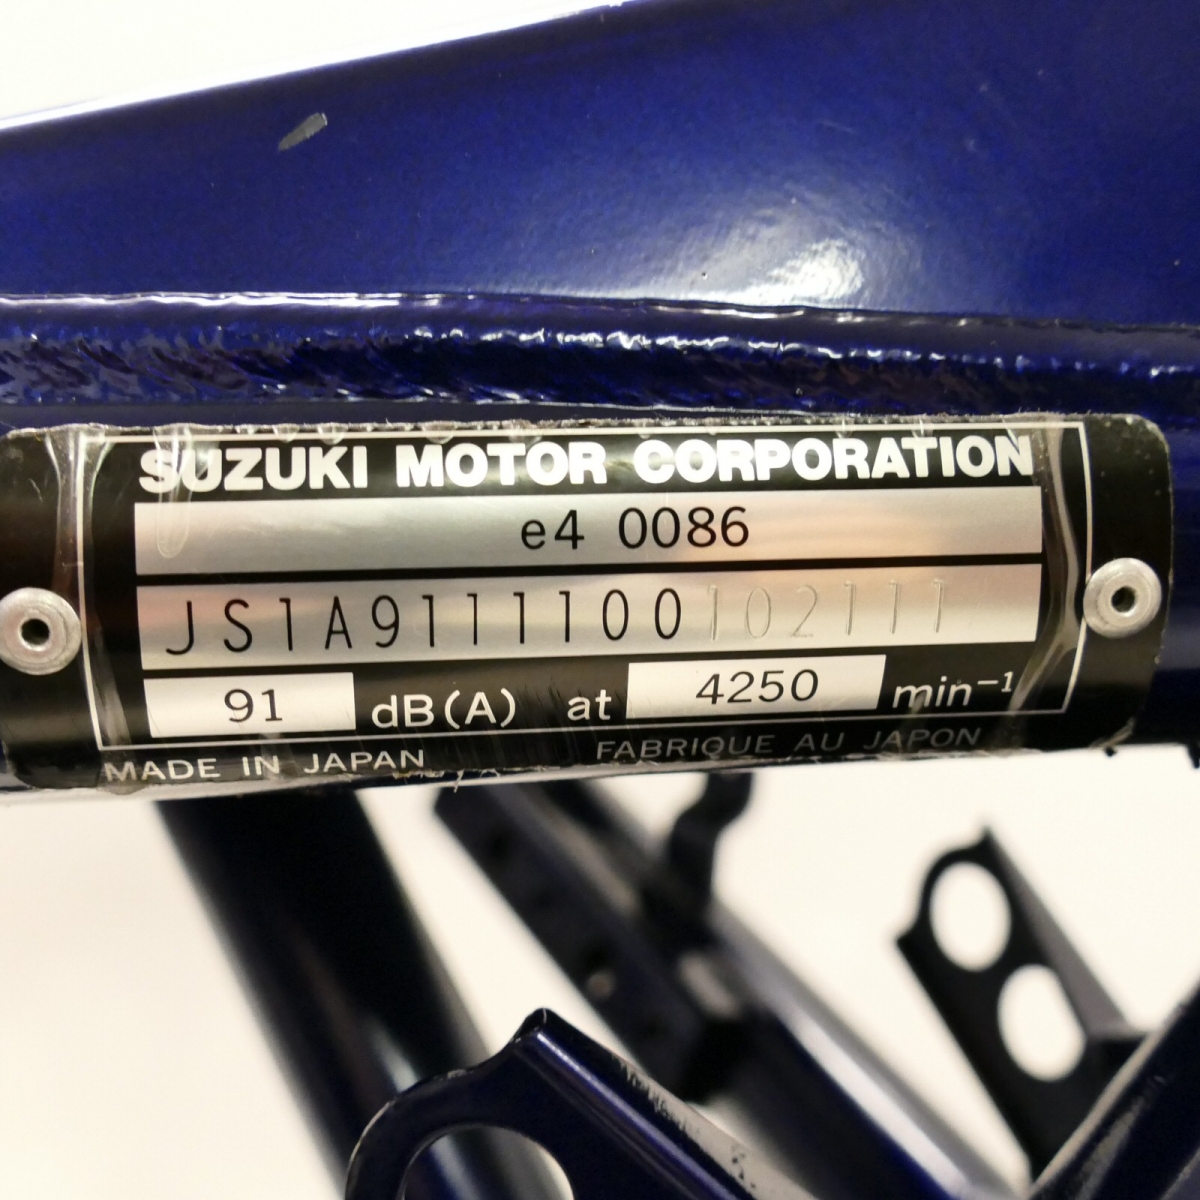 SUZUKI MOTOR CORPORATION
e4 0086
JS1A9111100102111
91 dB(A) at 4250 min⁻¹
MADE IN JAPAN FABRIQUE AU JAPON